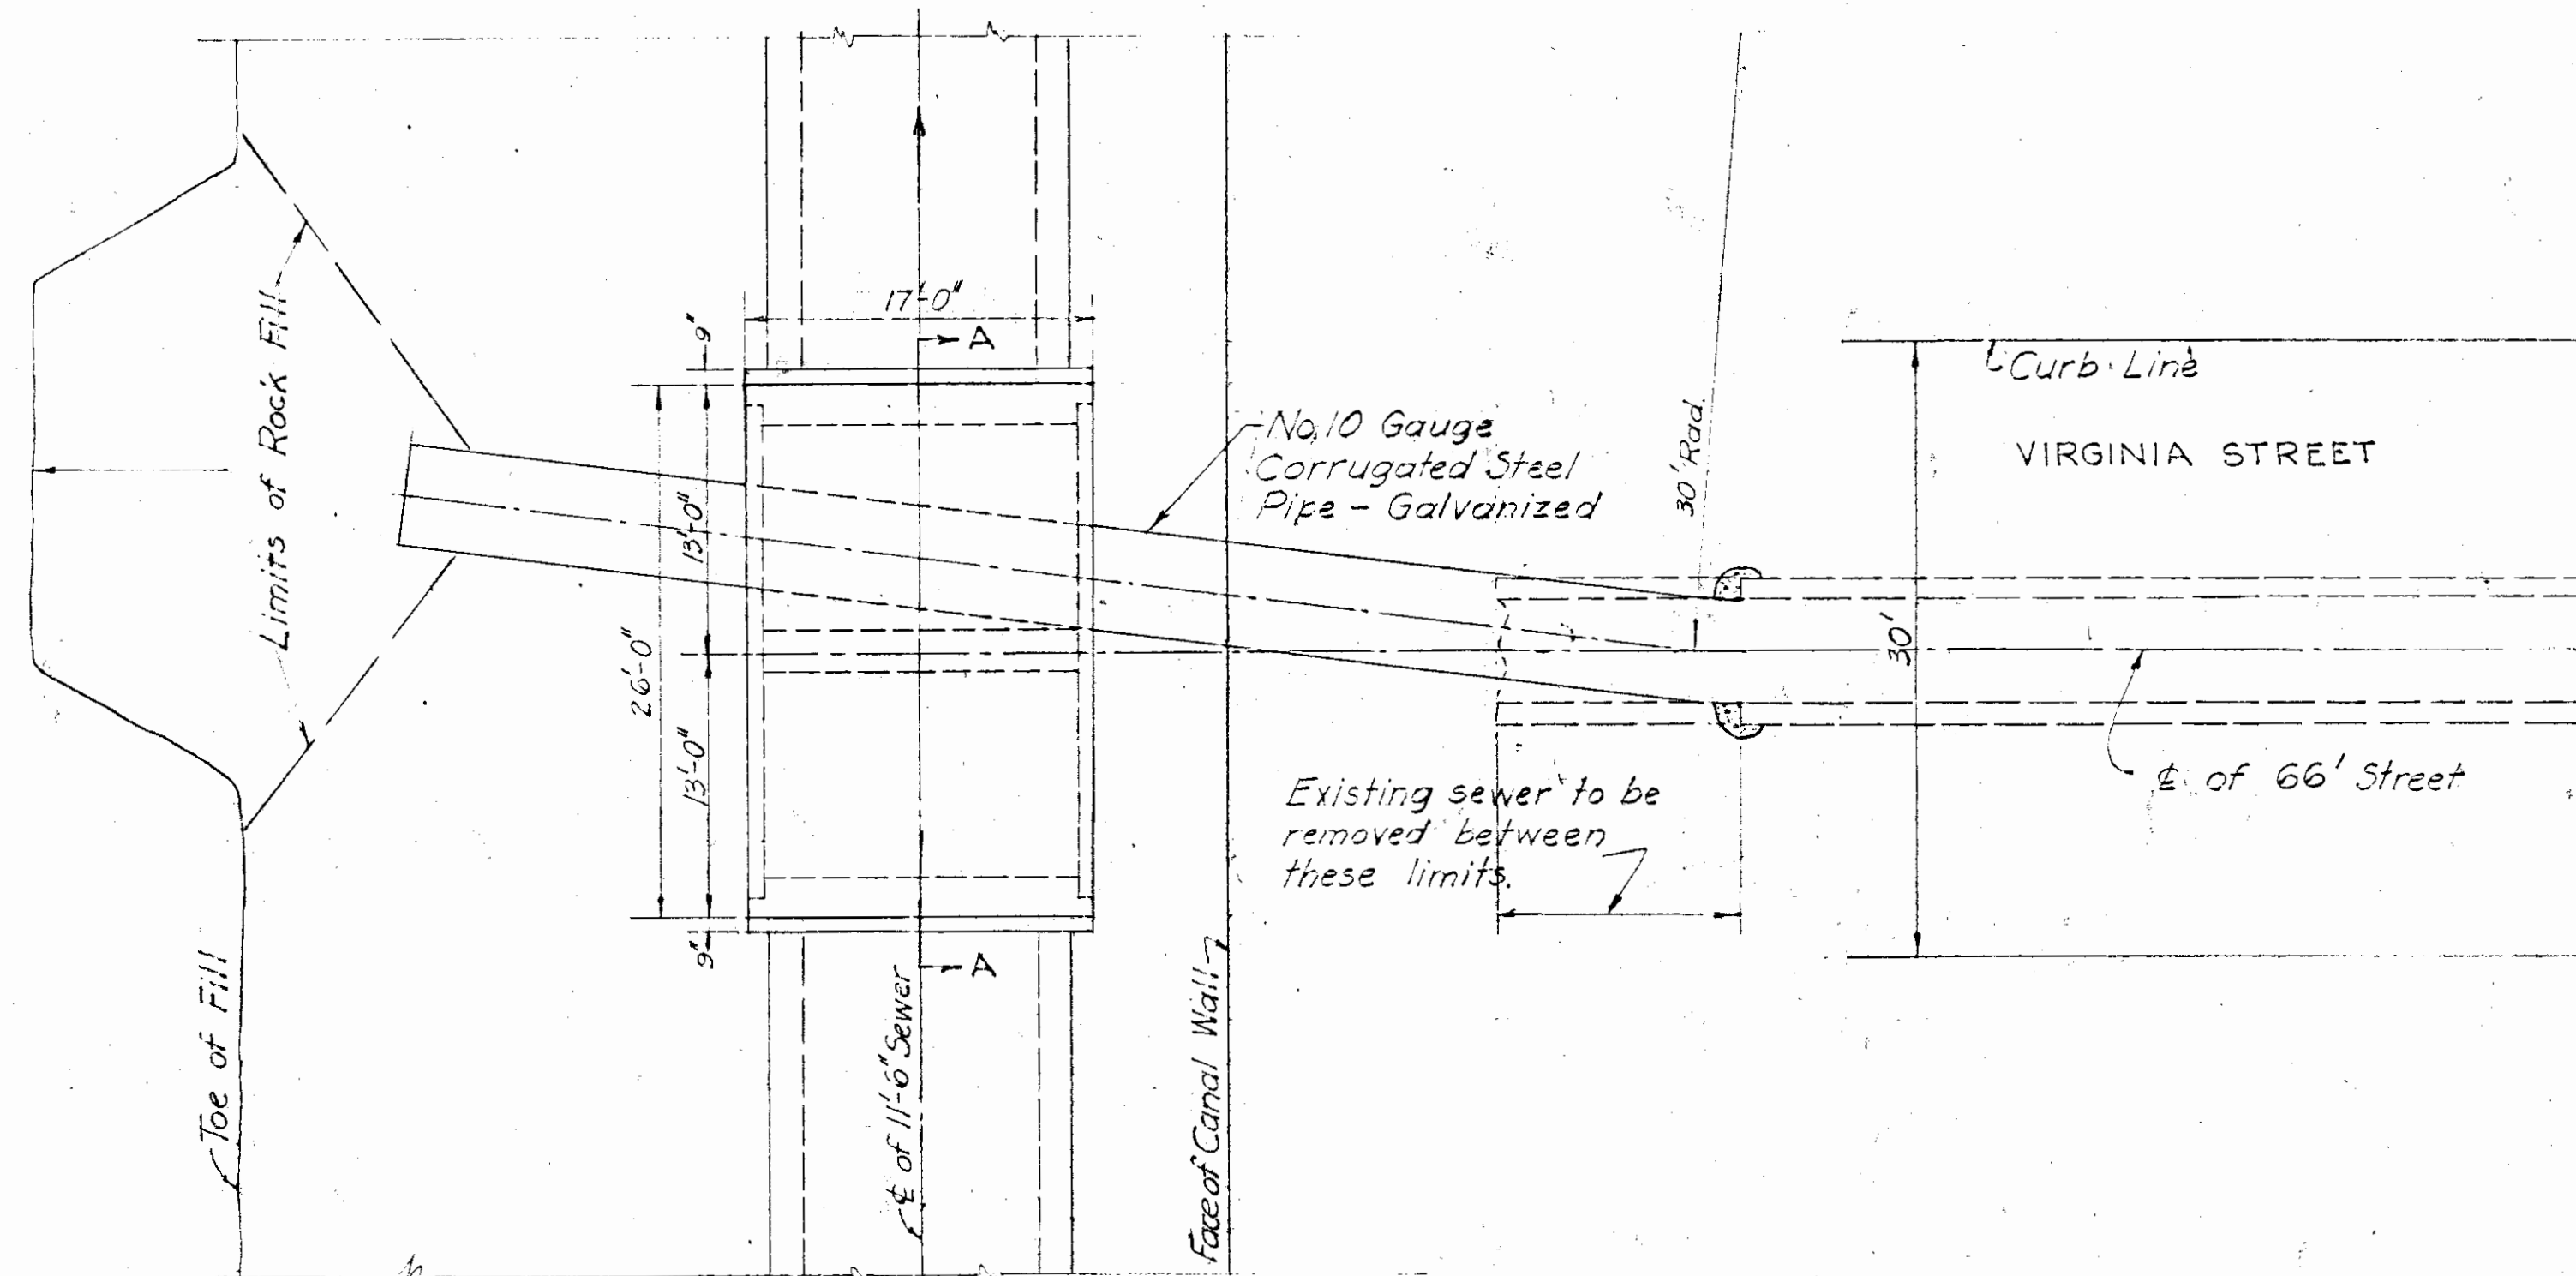 17'-0"
A
9"
Limits of Rock Fill
13'-0"
26'-0"
13'-0"
9"
A
No. 10 Gauge
Corrugated Steel
Pipe - Galvanized
30' Rad.
Curb Line
VIRGINIA STREET
30'
℄ of 66' Street
Existing sewer to be
removed between
these limits.
Toe of Fill
℄ of 11'-6" Sewer
Face of Canal Wall